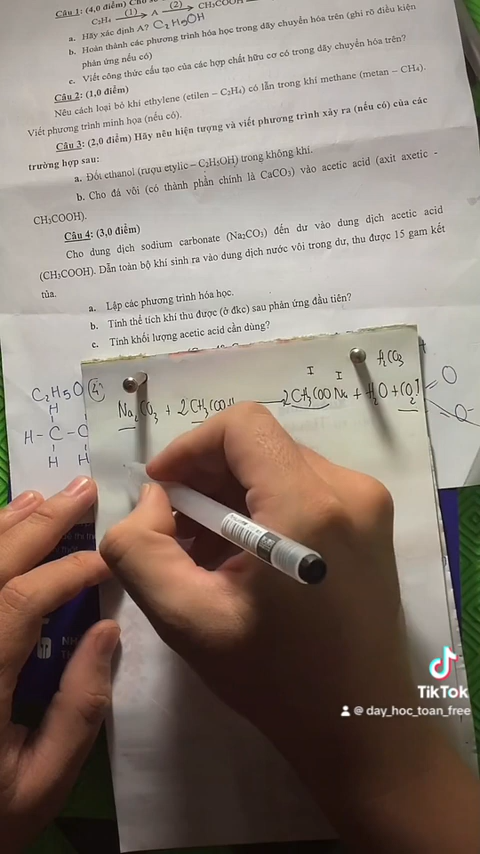 Câu 1: (4,0 điểm)
C₂H₄ (1) A (2) CH₃COOH
a. Hãy xác định A? C₂H₅OH
b. Hoàn thành các phương trình hóa học trong dãy chuyển hóa trên (ghi rõ điều kiện
phản ứng nếu có)
c. Viết công thức cấu tạo của các hợp chất hữu cơ có trong dãy chuyển hóa trên?
Câu 2: (1,0 điểm)
Nêu cách loại bỏ khí ethylene (etilen – C₂H₄) có lẫn trong khí methane (metan – CH₄).
Viết phương trình minh họa (nếu có).
Câu 3: (2,0 điểm) Hãy nêu hiện tượng và viết phương trình xảy ra (nếu có) của các
trường hợp sau:
a. Đốt ethanol (rượu etylic – C₂H₅OH) trong không khí.
b. Cho đá vôi (có thành phần chính là CaCO₃) vào acetic acid (axit axetic -
CH₃COOH).
Câu 4: (3,0 điểm)
Cho dung dịch sodium carbonate (Na₂CO₃) đến dư vào dung dịch acetic acid
(CH₃COOH). Dẫn toàn bộ khí sinh ra vào dung dịch nước vôi trong dư, thu được 15 gam kết
tủa.
a. Lập các phương trình hóa học.
b. Tính thể tích khí thu được (ở đkc) sau phản ứng đầu tiên?
c. Tính khối lượng acetic acid cần dùng?
H₂CO₃
I I
C₂H₅O
4
Na₂CO₃ + 2CH₃COOH → 2CH₃COONa + H₂O + CO₂
O
H
H – C – O
O⁻
H H
TikTok
@day_hoc_toan_free